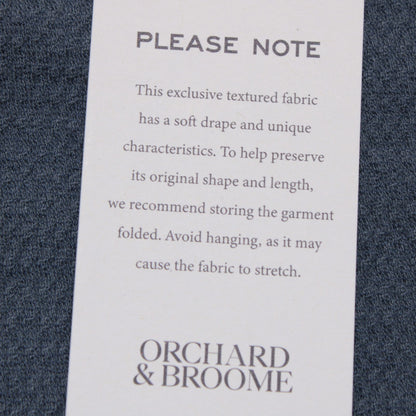 PLEASE NOTE
This exclusive textured fabric
has a soft drape and unique
characteristics. To help preserve
its original shape and length,
we recommend storing the garment
folded. Avoid hanging, as it may
cause the fabric to stretch.
ORCHARD
& BROOME